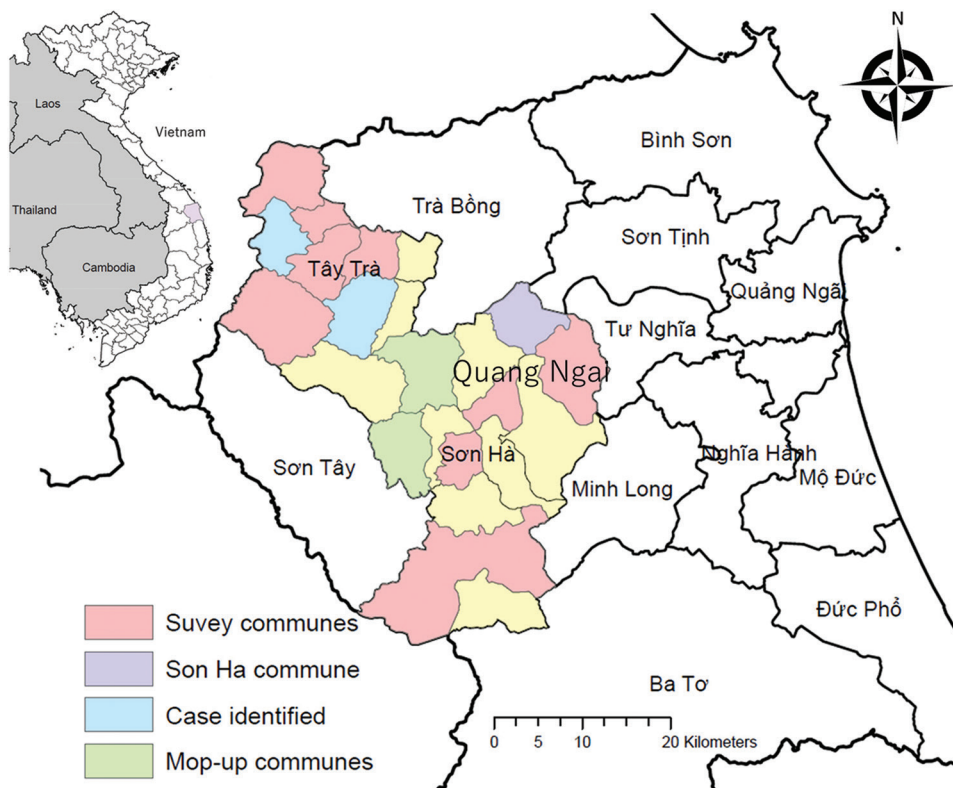 N
Laos
Vietnam
Thailand
Cambodia
Bình Sơn
Trà Bồng
Sơn Tịnh
Tây Trà
Quảng Ngã
Tư Nghĩa
Quang Ngai
Sơn Hà
Nghĩa Hành
Sơn Tây
Minh Long
Mộ Đức
Đức Phổ
Ba Tơ
Suvey communes
Son Ha commune
Case identified
Mop-up communes
0 5 10 20 Kilometers